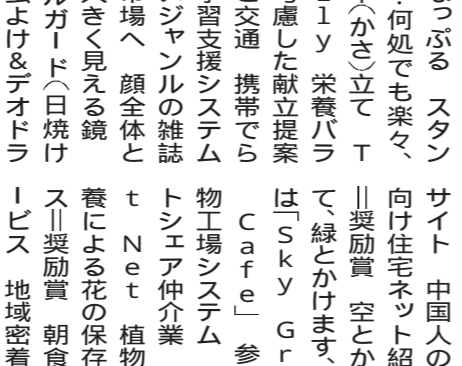 っぷる　スタン
何処でも楽々、
（かさ）立て　Ｔ
ｌｙ　栄養バラ
慮した献立提案
と交通　携帯でら
習支援システム
ジャンルの雑誌
市場へ　顔全体と
大きく見える鏡
ルガード（日焼け
虫よけ＆デオドラ
サイト　中国人の
向け住宅ネット紹
＝奨励賞　空とか
て、緑とかけます、
は「Ｓｋｙ　Ｇｒ
Ｃａｆｅ」　参
物工場システム
トシェア仲介業
ｔ　Ｎｅｔ　植物
養による花の保存
ス＝奨励賞　朝食
ービス　地域密着